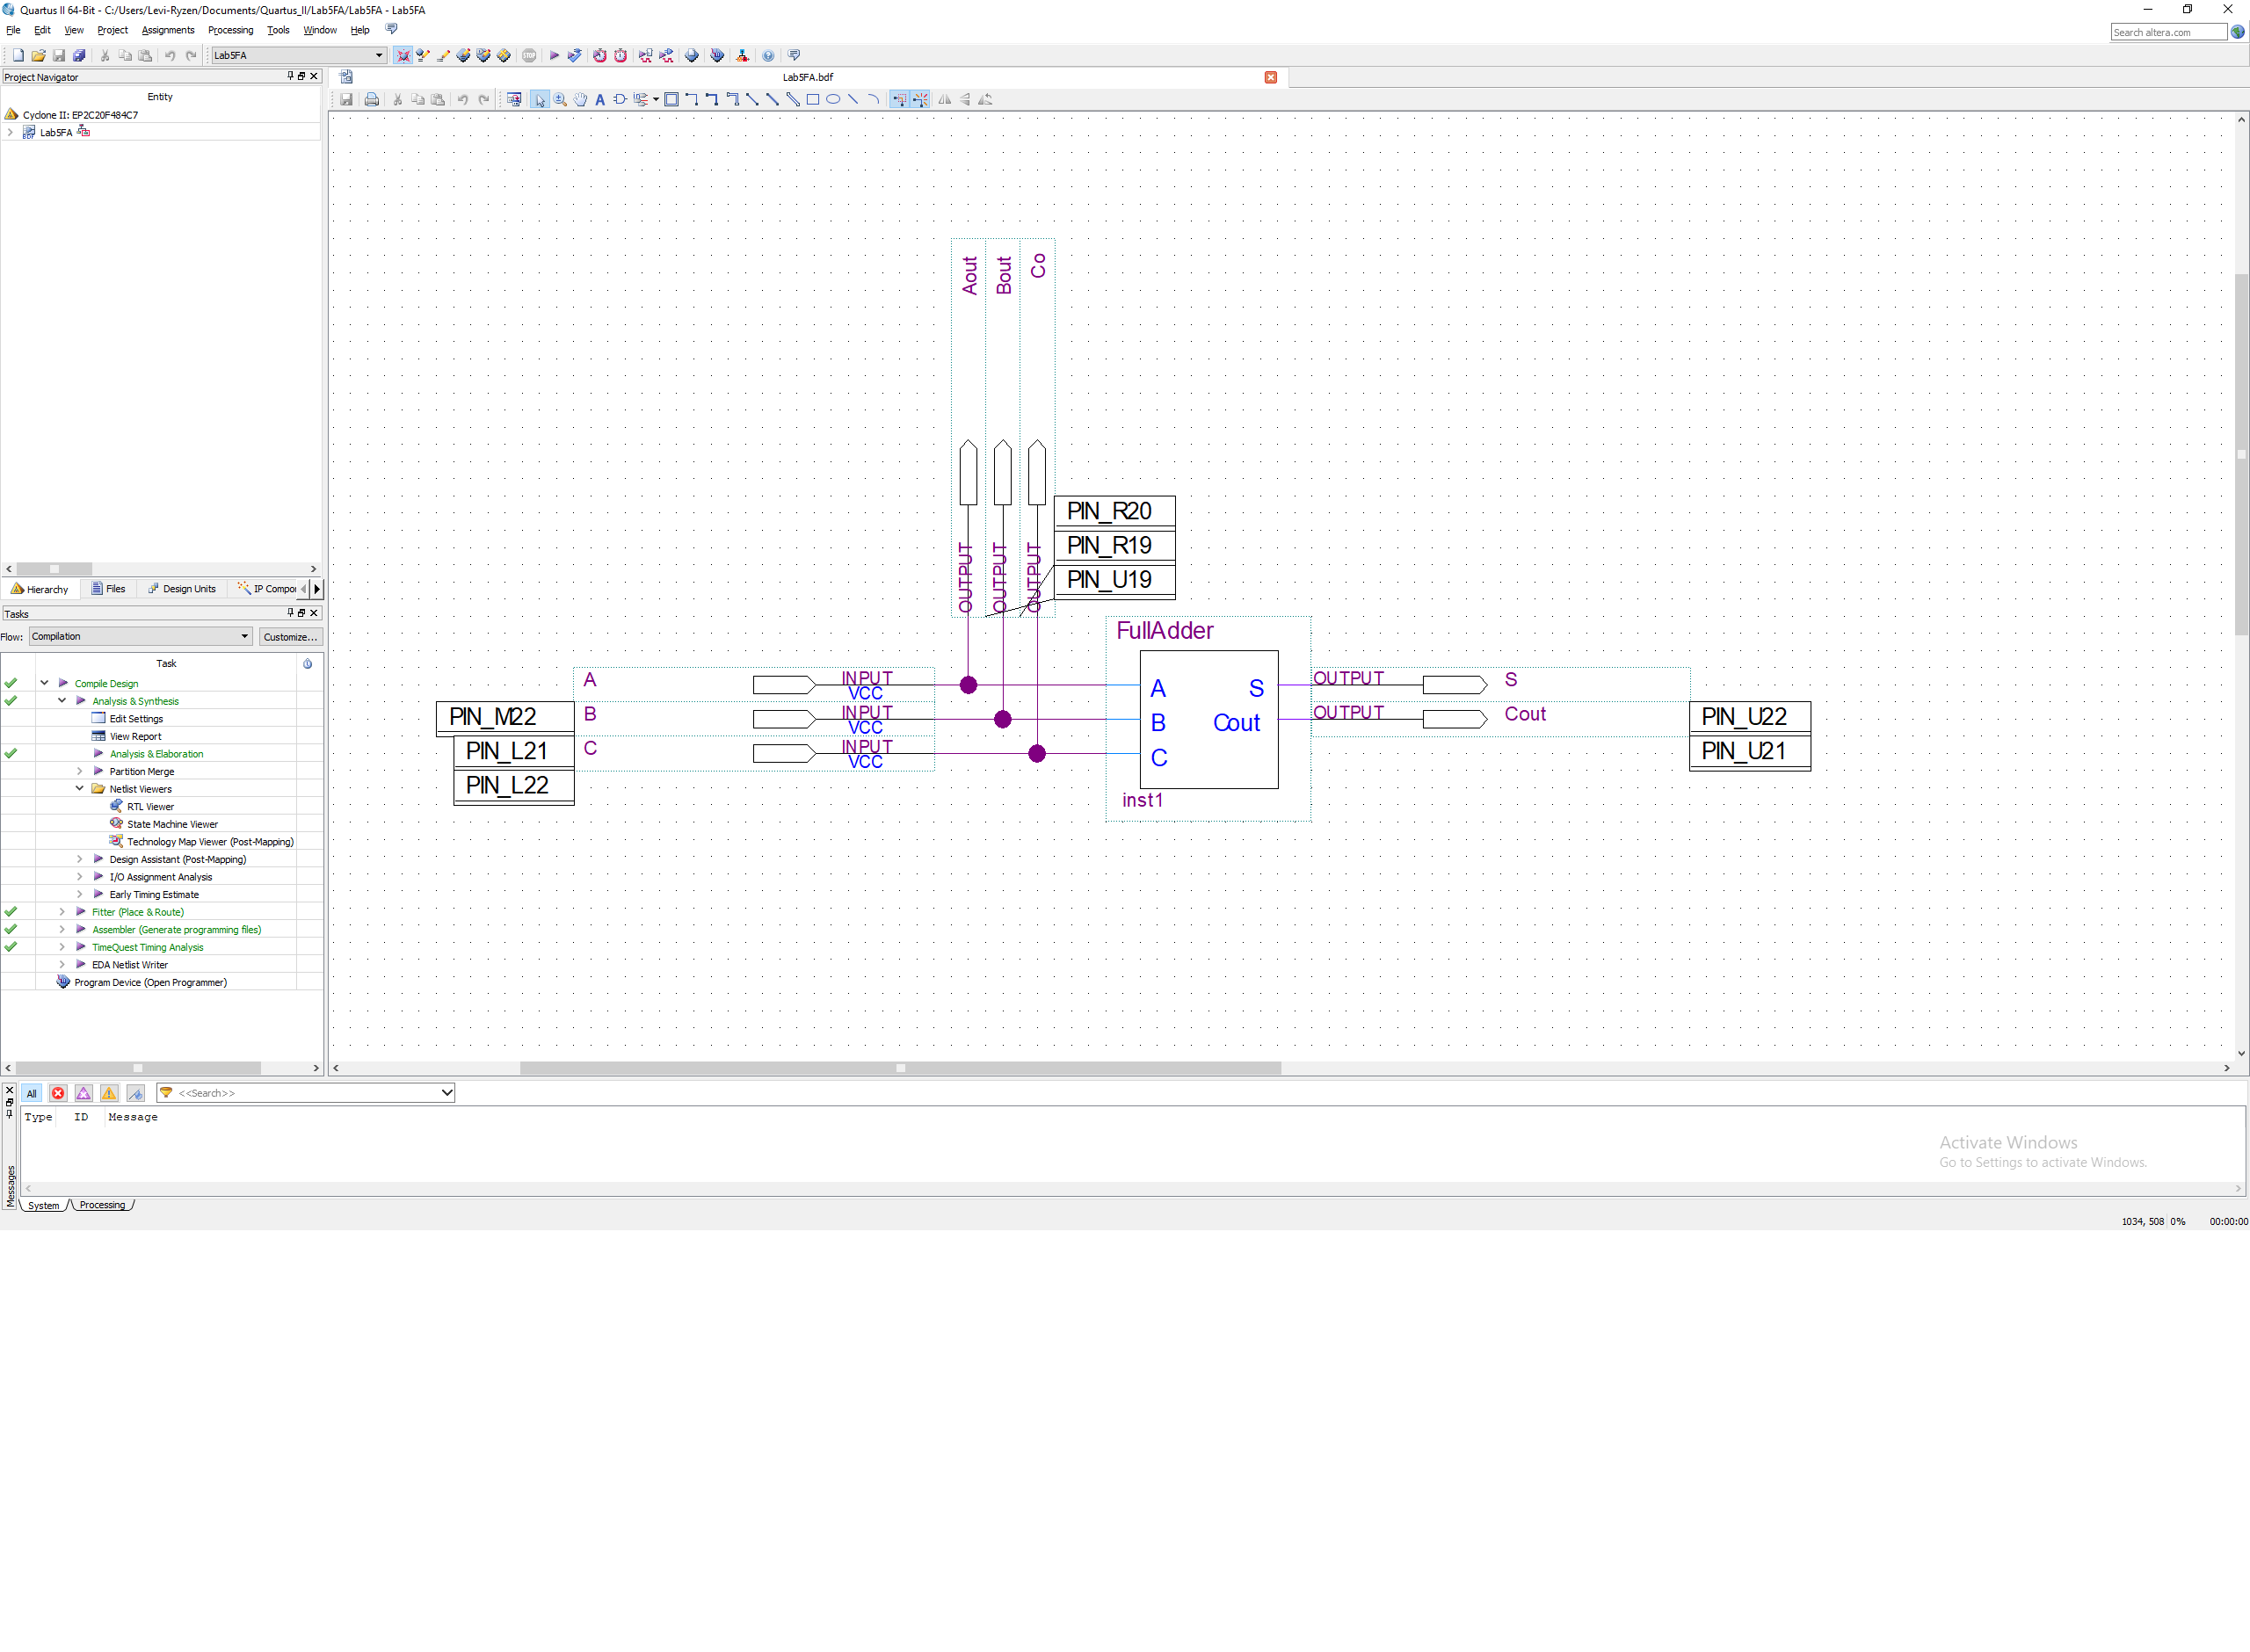 Quartus II 64-Bit - C:/Users/Levi-Ryzen/Documents/Quartus_II/Lab5FA/Lab5FA - Lab5FA
File Edit View Project Assignments Processing Tools Window Help
Search altera.com
Lab5FA
Project Navigator
Lab5FA.bdf
Entity
Cyclone II: EP2C20F484C7
Lab5FA
Hierarchy Files Design Units IP Compo
Tasks
Flow: Compilation Customize...
Task
Compile Design
Analysis & Synthesis
Edit Settings
View Report
Analysis & Elaboration
Partition Merge
Netlist Viewers
RTL Viewer
State Machine Viewer
Technology Map Viewer (Post-Mapping)
Design Assistant (Post-Mapping)
I/O Assignment Analysis
Early Timing Estimate
Fitter (Place & Route)
Assembler (Generate programming files)
TimeQuest Timing Analysis
EDA Netlist Writer
Program Device (Open Programmer)
Aout
Bout
Co
OUTPUT
OUTPUT
OUTPUT
PIN_R20
PIN_R19
PIN_U19
A INPUT
VCC
B INPUT
VCC
C INPUT
VCC
PIN_M22
PIN_L21
PIN_L22
FullAdder
A S
B Cout
C
inst1
OUTPUT S
OUTPUT Cout
PIN_U22
PIN_U21
All <<Search>>
Type ID Message
Messages
System Processing
Activate Windows
Go to Settings to activate Windows.
1034, 508 0% 00:00:00